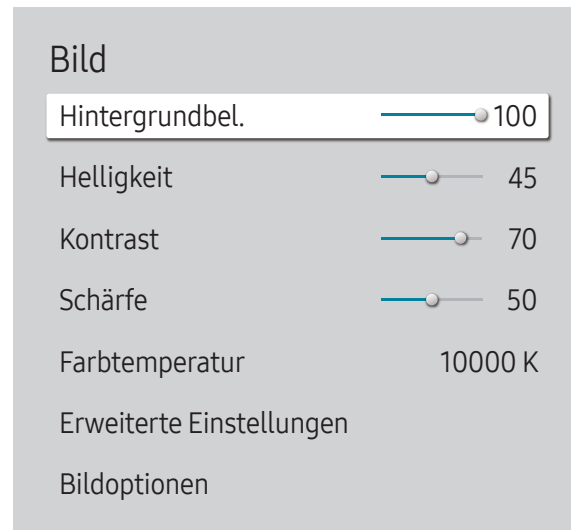 Bild
Hintergrundbel. 100
Helligkeit 45
Kontrast 70
Schärfe 50
Farbtemperatur 10000 K
Erweiterte Einstellungen
Bildoptionen